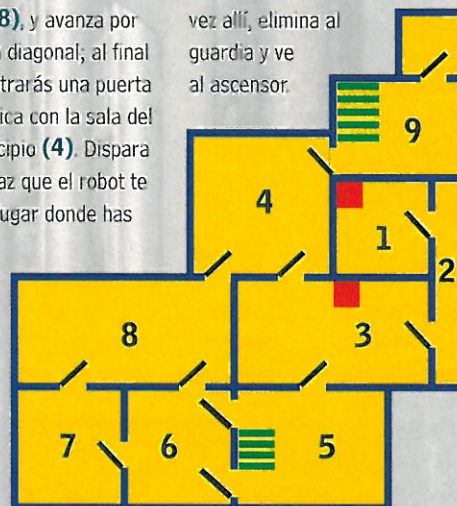 8), y avanza por
diagonal; al final
trarás una puerta
ica con la sala del
cipio (4). Dispara
az que el robot te
ugar donde has
vez allí, elimina al
guardia y ve
al ascensor.
9
4
1
2
3
8
7
6
5